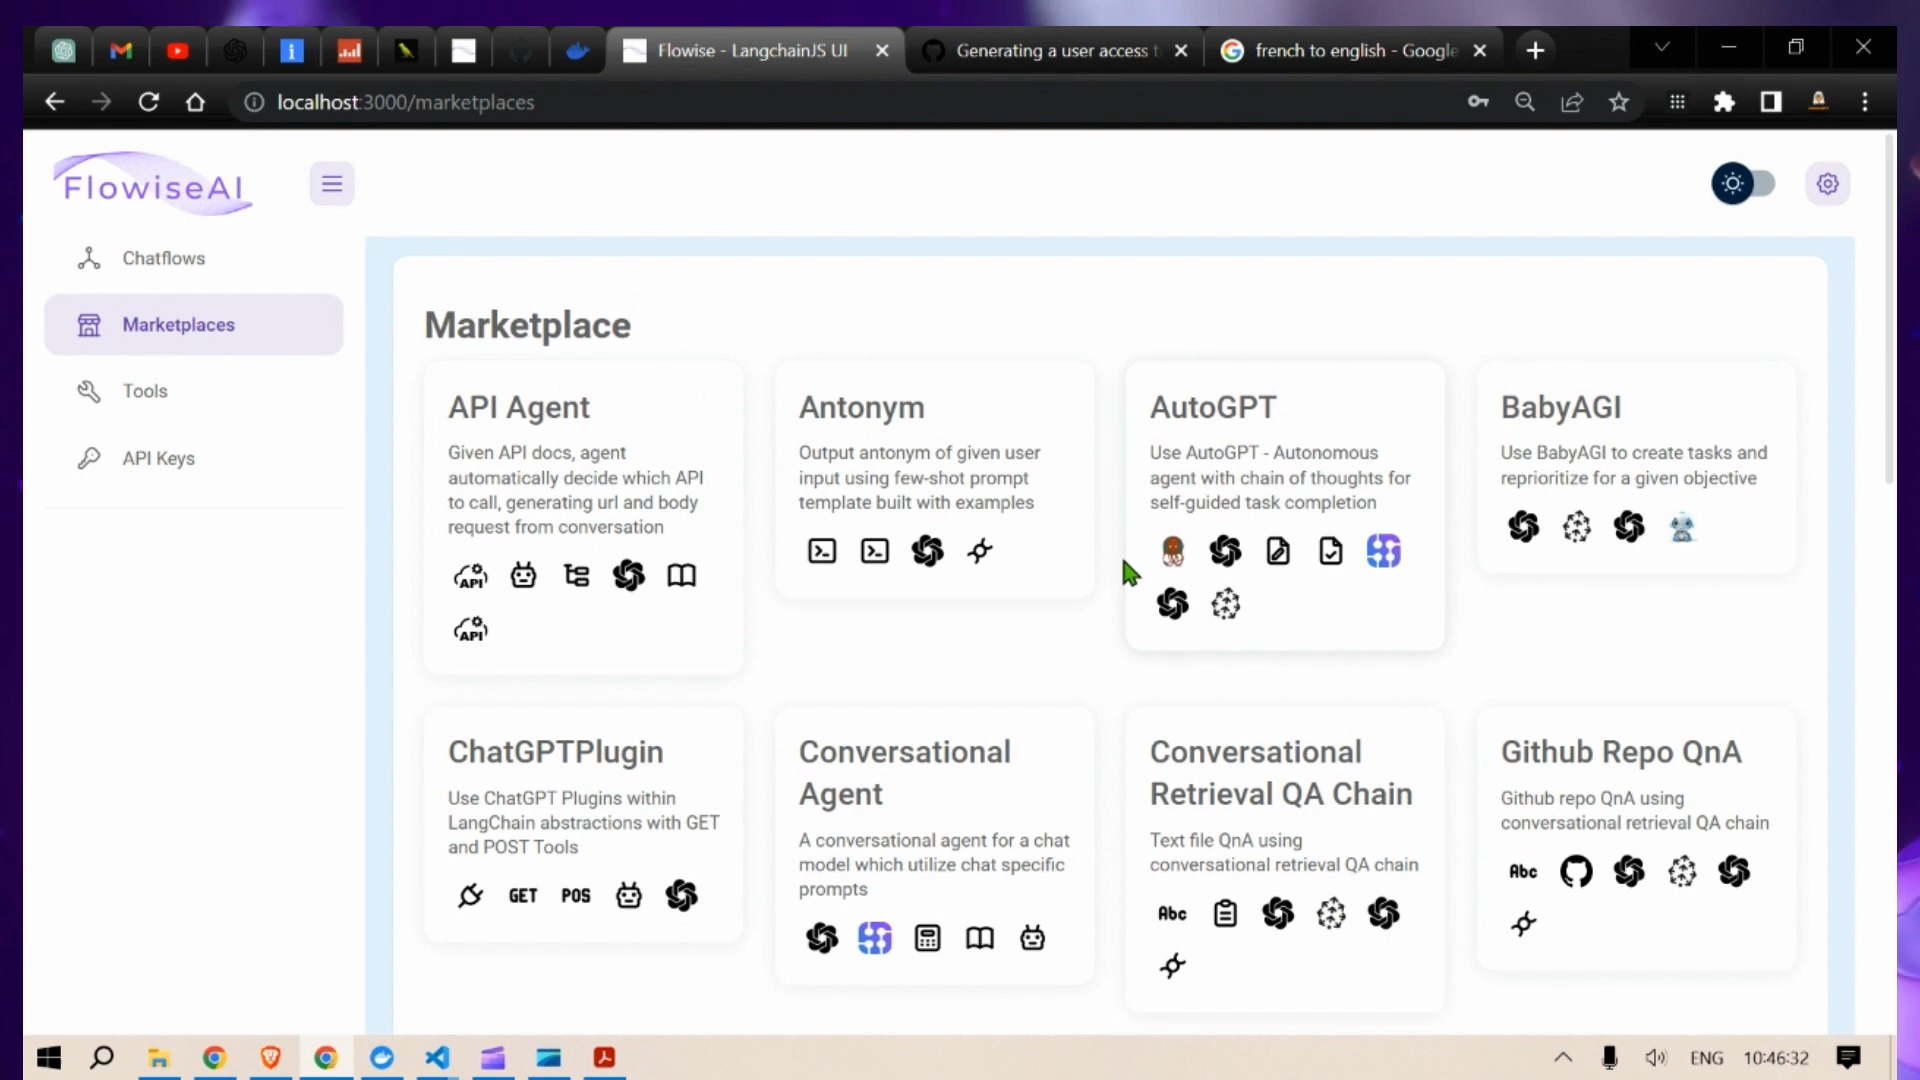 Flowise - LangchainJS UI
Generating a user access t
french to english - Google
localhost:3000/marketplaces
FlowiseAI
Chatflows
Marketplaces
Tools
API Keys
Marketplace
API Agent
Given API docs, agent
automatically decide which API
to call, generating url and body
request from conversation
API
API
Antonym
Output antonym of given user
input using few-shot prompt
template built with examples
AutoGPT
Use AutoGPT - Autonomous
agent with chain of thoughts for
self-guided task completion
BabyAGI
Use BabyAGI to create tasks and
reprioritize for a given objective
ChatGPTPlugin
Use ChatGPT Plugins within
LangChain abstractions with GET
and POST Tools
GET POS
Conversational
Agent
A conversational agent for a chat
model which utilize chat specific
prompts
Conversational
Retrieval QA Chain
Text file QnA using
conversational retrieval QA chain
Abc
Github Repo QnA
Github repo QnA using
conversational retrieval QA chain
Abc
ENG 10:46:32